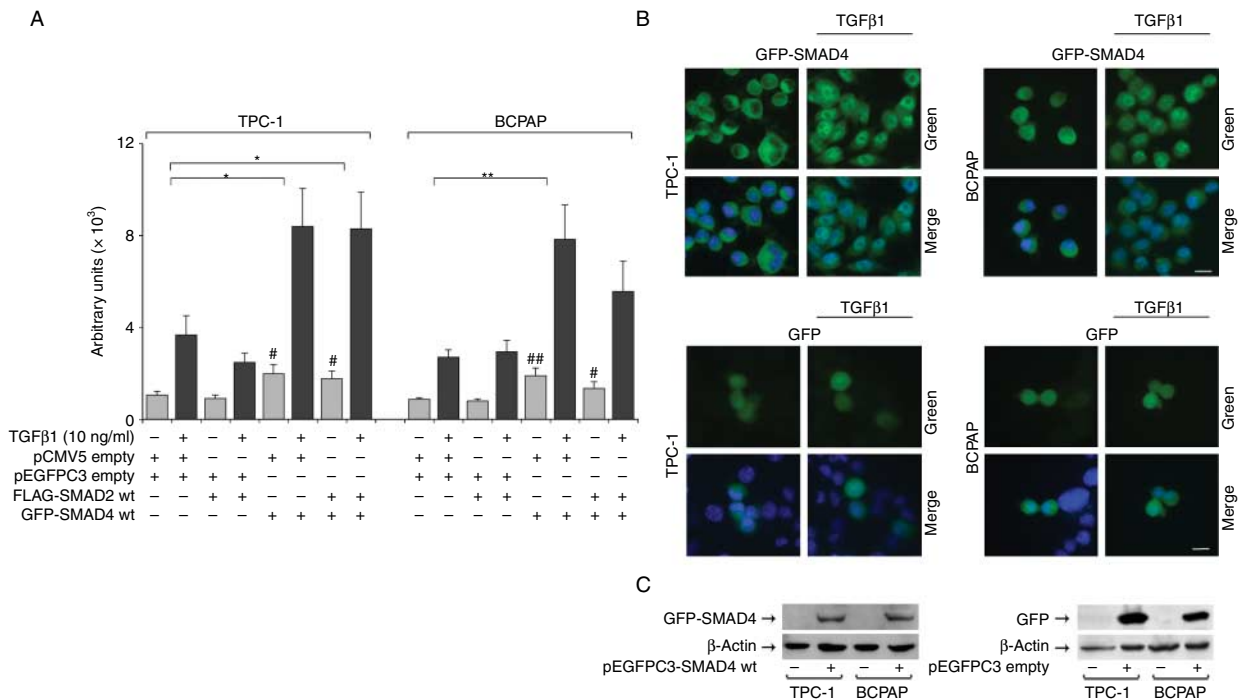 A
TPC-1
BCPAP
*
*
**
Arbitrary units (× 10³)
12
8
4
0
#
#
##
#
TGFβ1 (10 ng/ml) – + – + – + – + – + – + – + – +
pCMV5 empty + + – – + + – – + + – – + + – –
pEGFPC3 empty + + + + – – – – + + + + – – – –
FLAG-SMAD2 wt – – + + – – + + – – + + – – + +
GFP-SMAD4 wt – – – – + + + + – – – – + + + +
B
TGFβ1
GFP-SMAD4
TPC-1
Green
Merge
TGFβ1
GFP-SMAD4
BCPAP
Green
Merge
TGFβ1
GFP
TPC-1
Green
Merge
TGFβ1
GFP
BCPAP
Green
Merge
C
GFP-SMAD4 →
β-Actin →
pEGFPC3-SMAD4 wt – + – +
TPC-1 BCPAP
GFP →
β-Actin →
pEGFPC3 empty – + – +
TPC-1 BCPAP